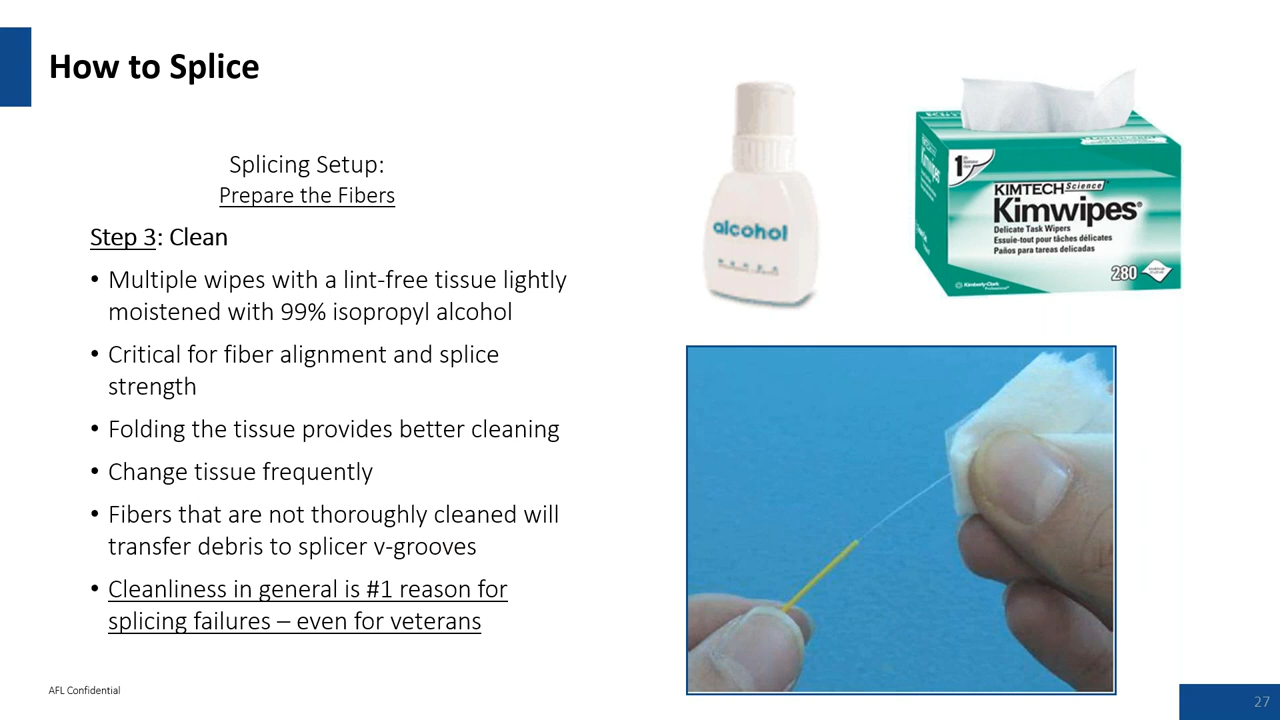 How to Splice
Splicing Setup:
Prepare the Fibers
Step 3: Clean
• Multiple wipes with a lint-free tissue lightly
moistened with 99% isopropyl alcohol
• Critical for fiber alignment and splice
strength
• Folding the tissue provides better cleaning
• Change tissue frequently
• Fibers that are not thoroughly cleaned will
transfer debris to splicer v-grooves
• Cleanliness in general is #1 reason for
splicing failures – even for veterans
alcohol
1
KIMTECH Science
Kimwipes®
Delicate Task Wipers
Essuie-tout pour tâches délicates
Paños para tareas delicadas
280
Kimberly-Clark
Professional
AFL Confidential
27